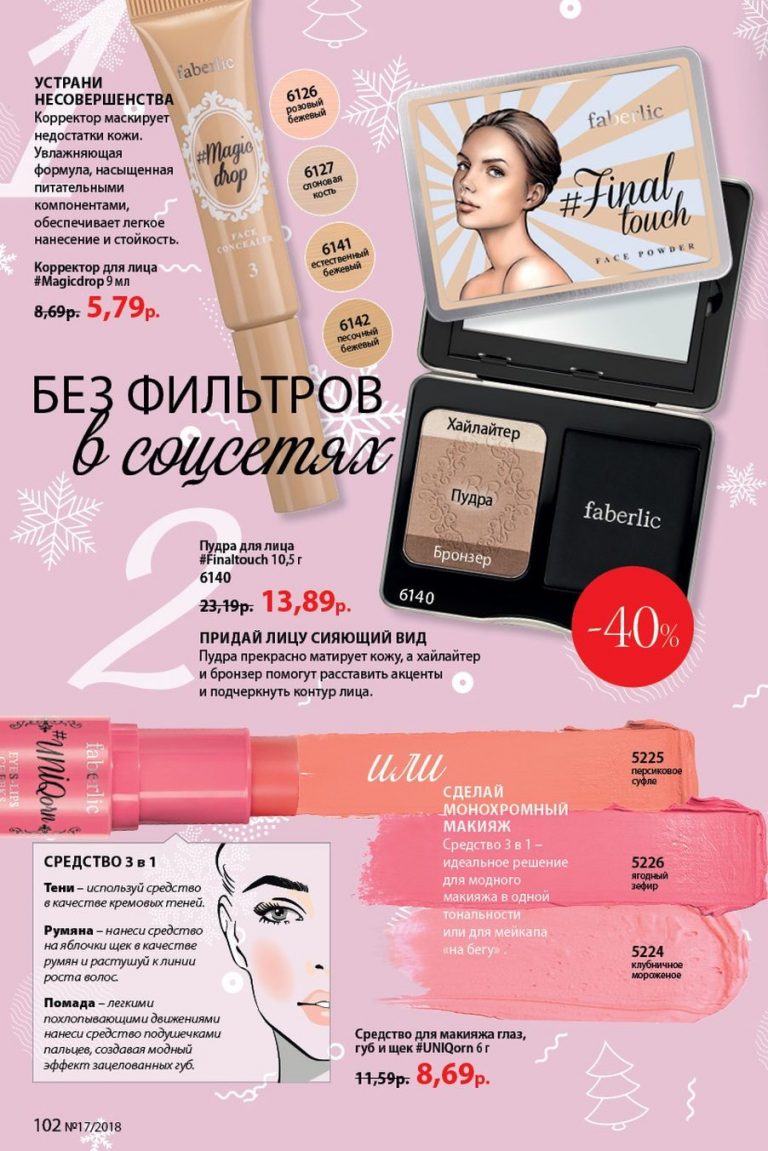 1
УСТРАНИ
НЕСОВЕРШЕНСТВА
Корректор маскирует
недостатки кожи.
Увлажняющая
формула, насыщенная
питательными
компонентами,
обеспечивает легкое
нанесение и стойкость.
Корректор для лица
#Magicdrop 9 мл
8,69р. 5,79р.
faberlic
#Magic
drop
FACE
CONCEALER
3
6126
розовый
бежевый
6127
слоновая
кость
6141
естественный
бежевый
6142
песочный
бежевый
faberlic
#Final
touch
FACE POWDER
БЕЗ ФИЛЬТРОВ
в соцсетях
Хайлайтер
Пудра
Бронзер
faberlic
6140
2
Пудра для лица
#Finaltouch 10,5 г
6140
23,19р. 13,89р.
-40%
ПРИДАЙ ЛИЦУ СИЯЮЩИЙ ВИД
Пудра прекрасно матирует кожу, а хайлайтер
и бронзер помогут расставить акценты
и подчеркнуть контур лица.
faberlic
#UNiQorn
EYES, LIPS
CHEEKS
или
СДЕЛАЙ
МОНОХРОМНЫЙ
МАКИЯЖ
Средство 3 в 1 –
идеальное решение
для модного
макияжа в одной
тональности
или для мейкапа
«на бегу» .
5225
персиковое
суфле
5226
ягодный
зефир
5224
клубничное
мороженое
СРЕДСТВО 3 в 1
Тени – используй средство
в качестве кремовых теней.
Румяна – нанеси средство
на яблочки щек в качестве
румян и растушуй к линии
роста волос.
Помада – легкими
похлопывающими движениями
нанеси средство подушечками
пальцев, создавая модный
эффект зацелованных губ.
Средство для макияжа глаз,
губ и щек #UNIQorn 6 г
11,59р. 8,69р.
102 №17/2018